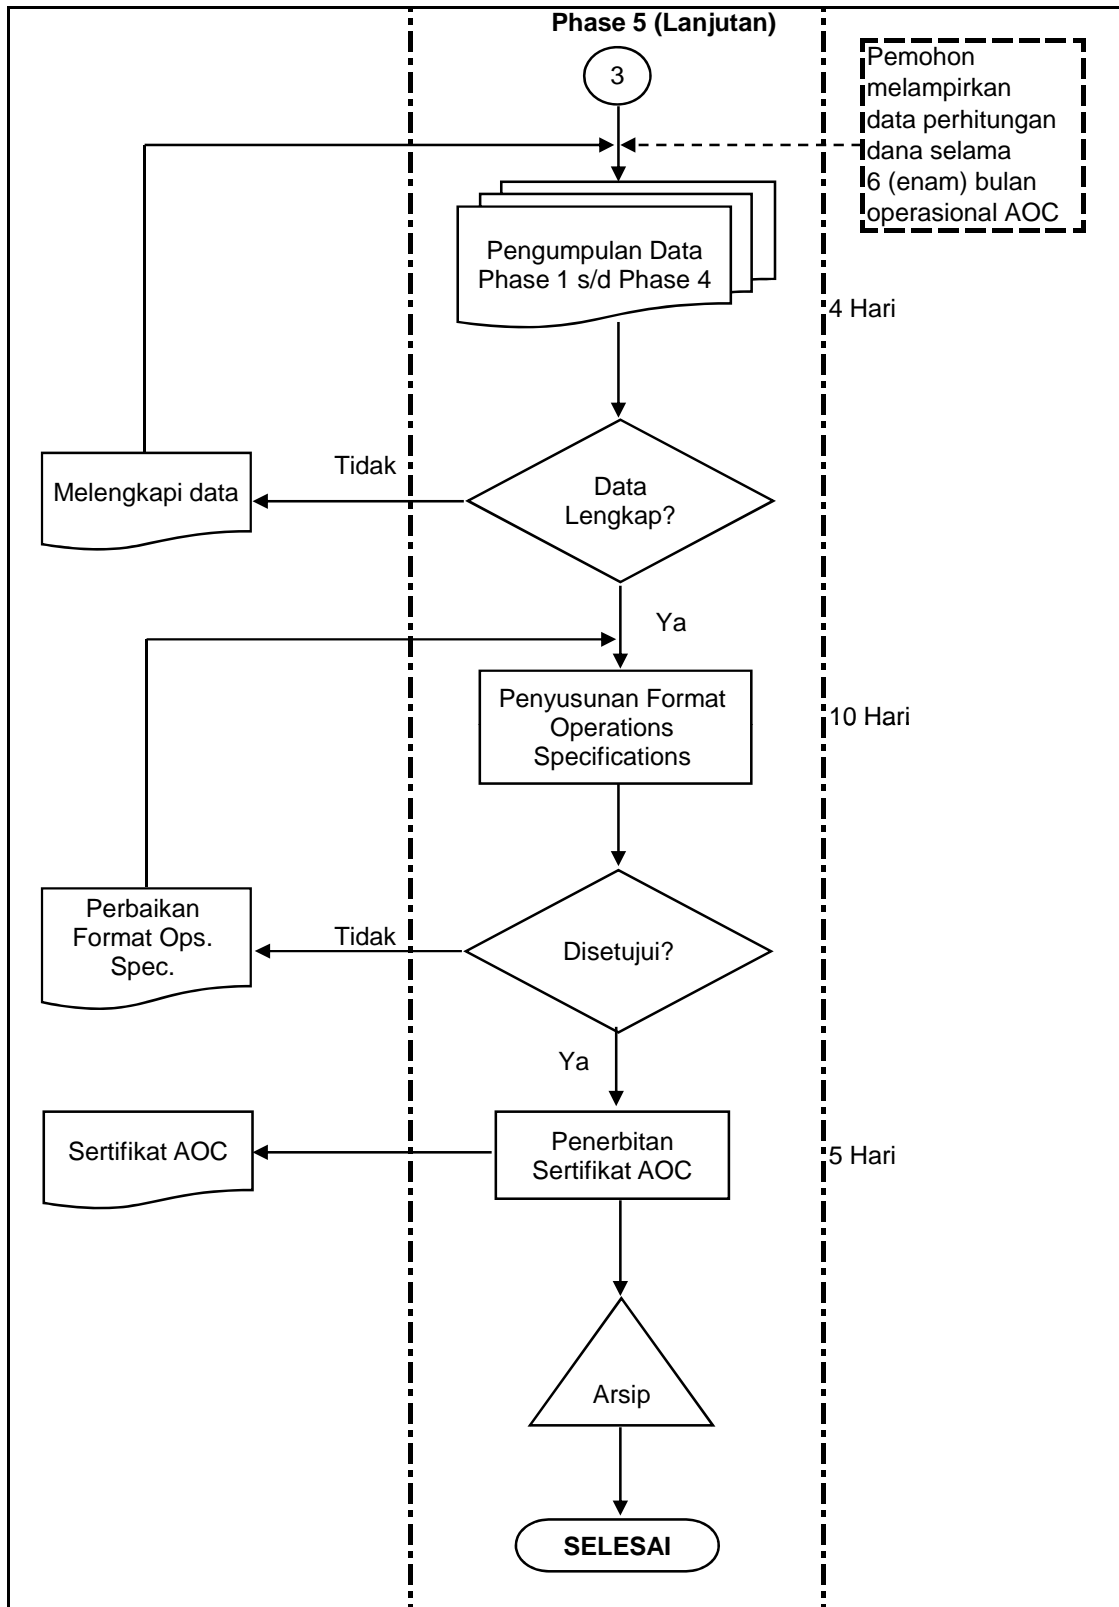 Phase 5 (Lanjutan)
3
Pemohon
melampirkan
data perhitungan
dana selama
6 (enam) bulan
operasional AOC
Pengumpulan Data
Phase 1 s/d Phase 4
4 Hari
Melengkapi data
Tidak
Data
Lengkap?
Ya
Penyusunan Format
Operations
Specifications
10 Hari
Perbaikan
Format Ops.
Spec.
Tidak
Disetujui?
Ya
Sertifikat AOC
Penerbitan
Sertifikat AOC
5 Hari
Arsip
SELESAI